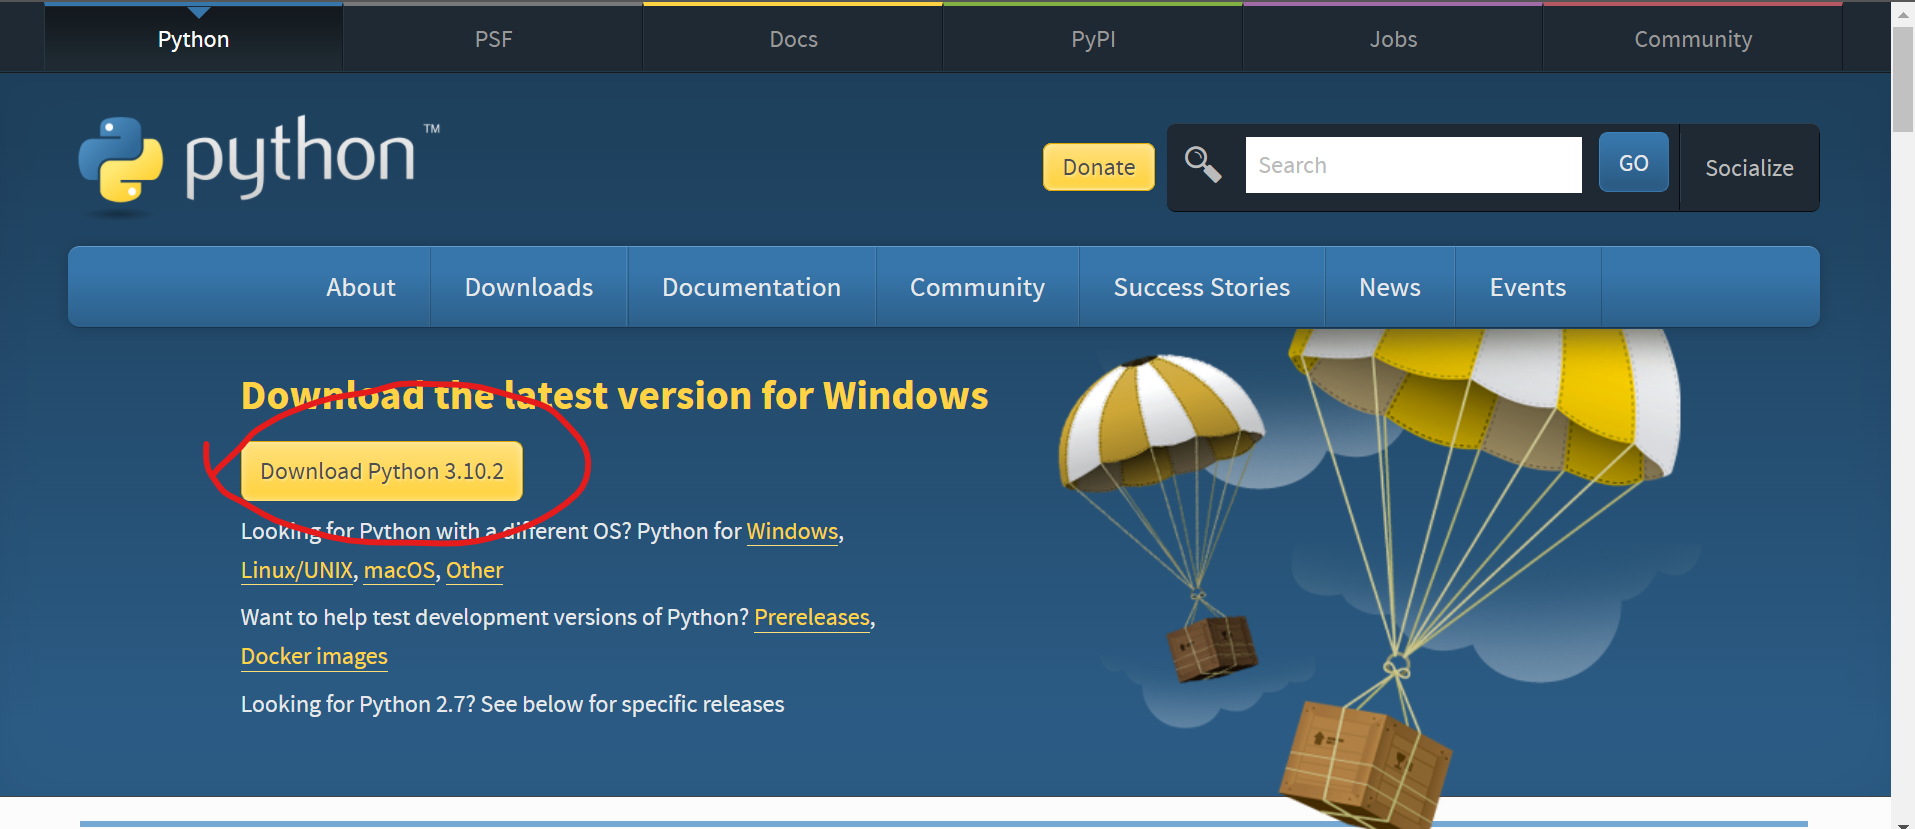 Python PSF Docs PyPI Jobs Community
python™
Donate Search GO Socialize
About Downloads Documentation Community Success Stories News Events
Download the latest version for Windows
Download Python 3.10.2
Looking for Python with a different OS? Python for Windows,
Linux/UNIX, macOS, Other
Want to help test development versions of Python? Prereleases,
Docker images
Looking for Python 2.7? See below for specific releases